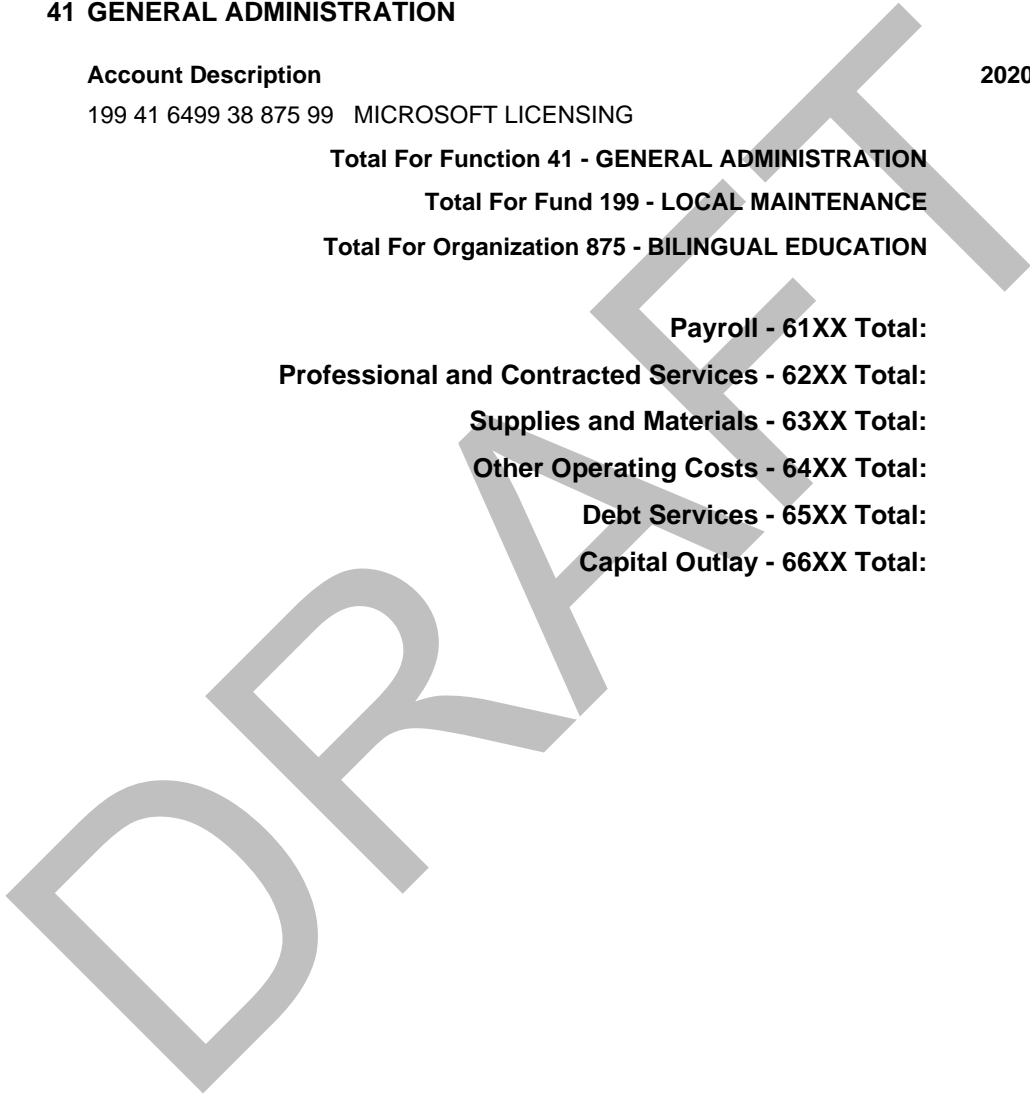 41 GENERAL ADMINISTRATION
Account Description 2020
199 41 6499 38 875 99 MICROSOFT LICENSING
Total For Function 41 - GENERAL ADMINISTRATION
Total For Fund 199 - LOCAL MAINTENANCE
Total For Organization 875 - BILINGUAL EDUCATION
Payroll - 61XX Total:
Professional and Contracted Services - 62XX Total:
Supplies and Materials - 63XX Total:
Other Operating Costs - 64XX Total:
Debt Services - 65XX Total:
Capital Outlay - 66XX Total:
DRAFT